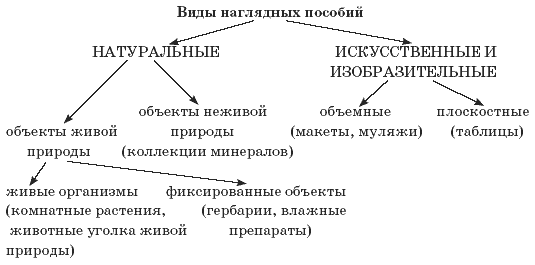 Виды наглядных пособий
НАТУРАЛЬНЫЕ
ИСКУССТВЕННЫЕ И
ИЗОБРАЗИТЕЛЬНЫЕ
объекты живой
природы
объекты неживой
природы
(коллекции минералов)
объемные
(макеты, муляжи)
плоскостные
(таблицы)
живые организмы
(комнатные растения,
животные уголка живой
природы)
фиксированные объекты
(гербарии, влажные
препараты)